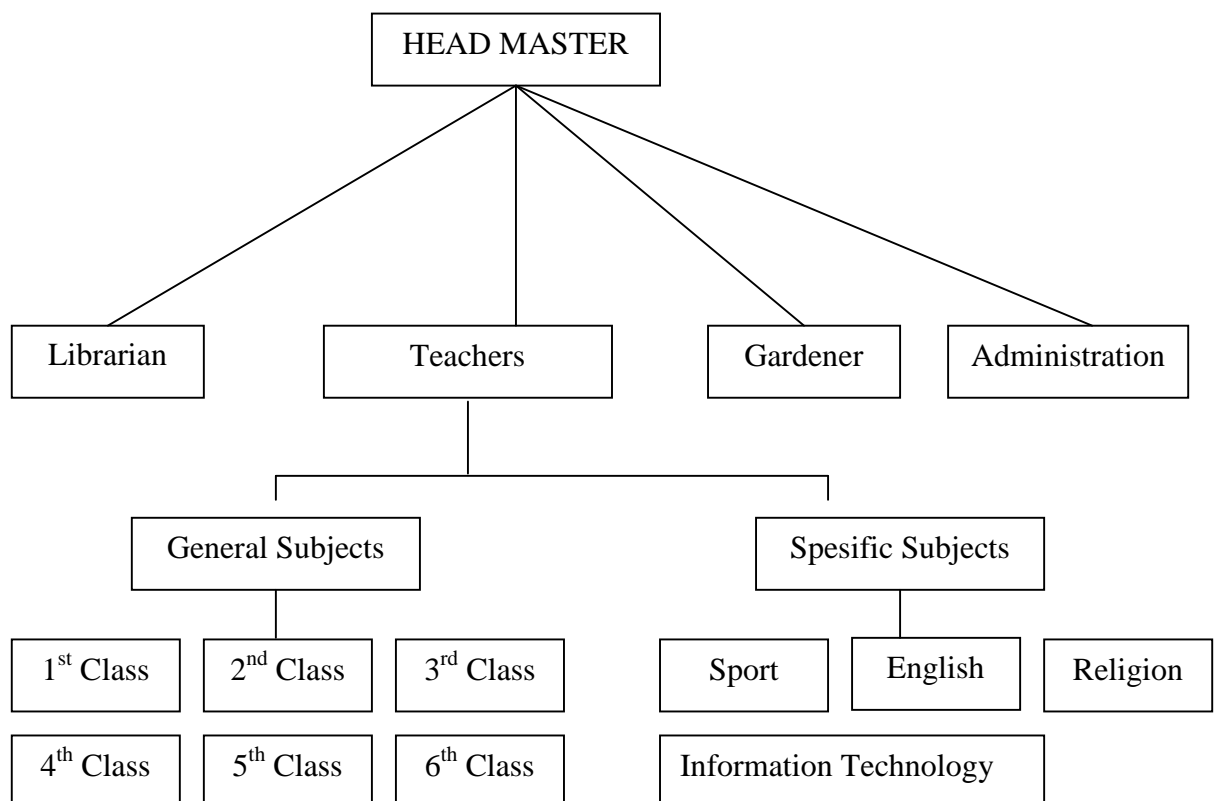 HEAD MASTER
Librarian
Teachers
Gardener
Administration
General Subjects
Spesific Subjects
1st Class
2nd Class
3rd Class
Sport
English
Religion
4th Class
5th Class
6th Class
Information Technology